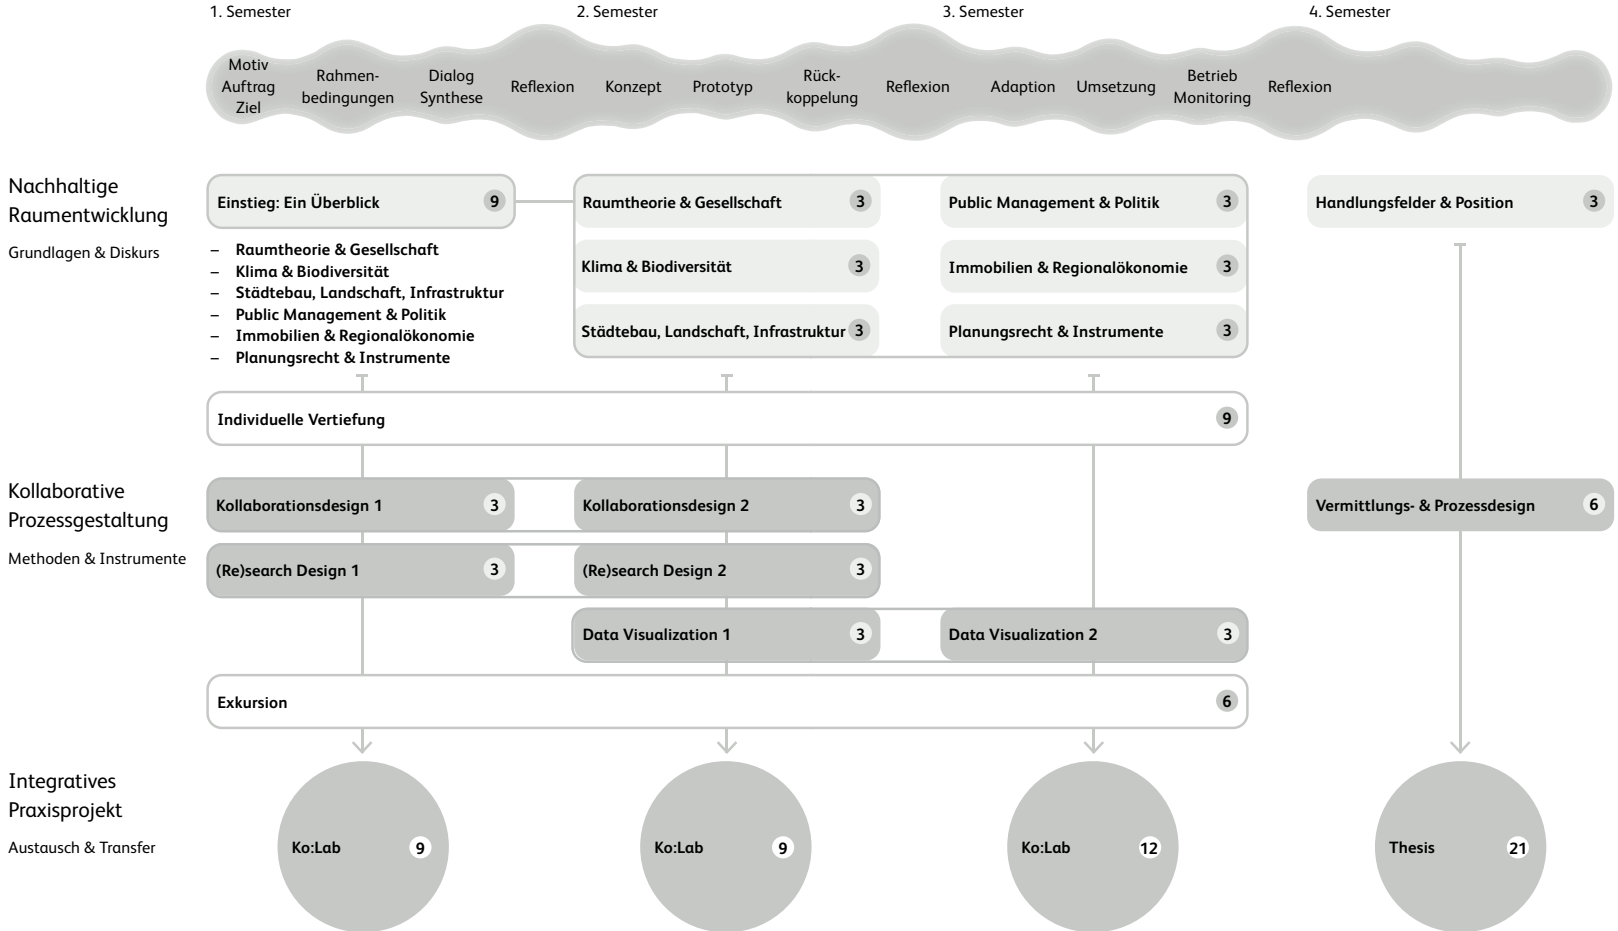 1. Semester
2. Semester
3. Semester
4. Semester
Motiv
Auftrag
Ziel
Rahmen-
bedingungen
Dialog
Synthese
Reflexion
Konzept
Prototyp
Rück-
koppelung
Reflexion
Adaption
Umsetzung
Betrieb
Monitoring
Reflexion
Nachhaltige
Raumentwicklung
Grundlagen & Diskurs
Einstieg: Ein Überblick 9
– Raumtheorie & Gesellschaft
– Klima & Biodiversität
– Städtebau, Landschaft, Infrastruktur
– Public Management & Politik
– Immobilien & Regionalökonomie
– Planungsrecht & Instrumente
Raumtheorie & Gesellschaft 3
Klima & Biodiversität 3
Städtebau, Landschaft, Infrastruktur 3
Public Management & Politik 3
Immobilien & Regionalökonomie 3
Planungsrecht & Instrumente 3
Handlungsfelder & Position 3
Individuelle Vertiefung 9
Kollaborative
Prozessgestaltung
Methoden & Instrumente
Kollaborationsdesign 1 3
Kollaborationsdesign 2 3
Vermittlungs- & Prozessdesign 6
(Re)search Design 1 3
(Re)search Design 2 3
Data Visualization 1 3
Data Visualization 2 3
Exkursion 6
Integratives
Praxisprojekt
Austausch & Transfer
Ko:Lab 9
Ko:Lab 9
Ko:Lab 12
Thesis 21